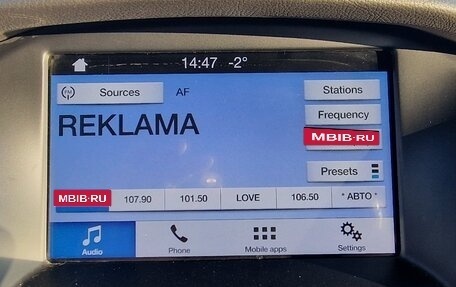 14:47 -2°
FM Sources AF Stations
REKLAMA
Frequency
MBIB·RU
Presets
MBIB·RU 107.90 101.50 LOVE 106.50 * АВТО *
Audio Phone Mobile apps Settings